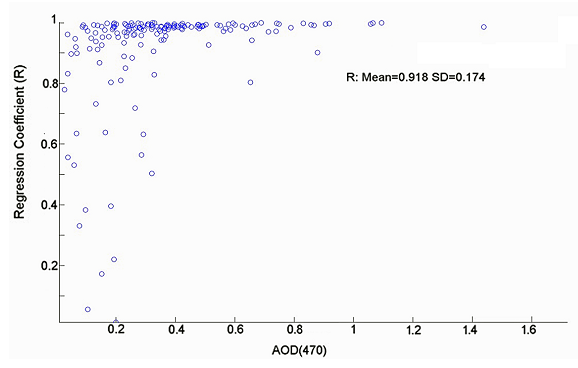 1
0.8
0.6
0.4
0.2
Regression Coefficient (R)
R: Mean=0.918 SD=0.174
0.2 0.4 0.6 0.8 1 1.2 1.4 1.6
AOD(470)